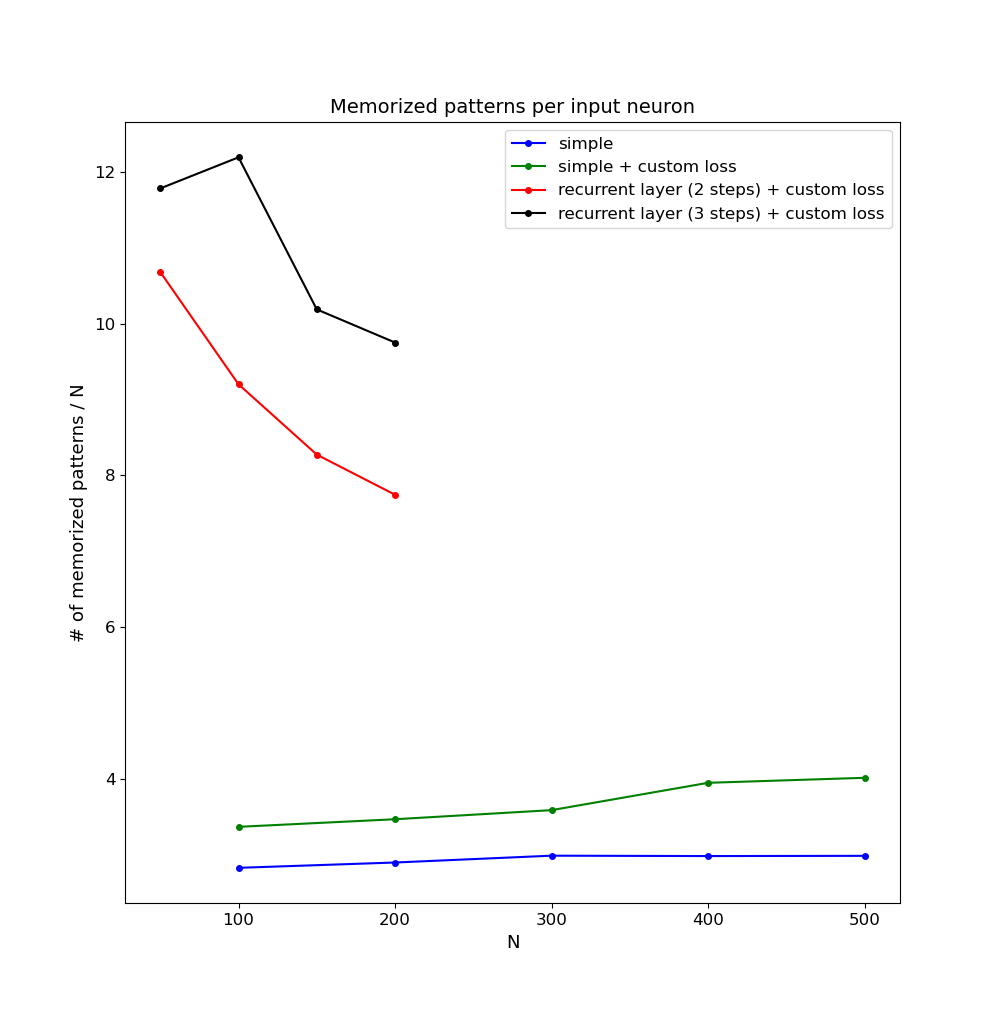 Memorized patterns per input neuron
simple
simple + custom loss
recurrent layer (2 steps) + custom loss
recurrent layer (3 steps) + custom loss
# of memorized patterns / N
12
10
8
6
4
100 200 300 400 500
N